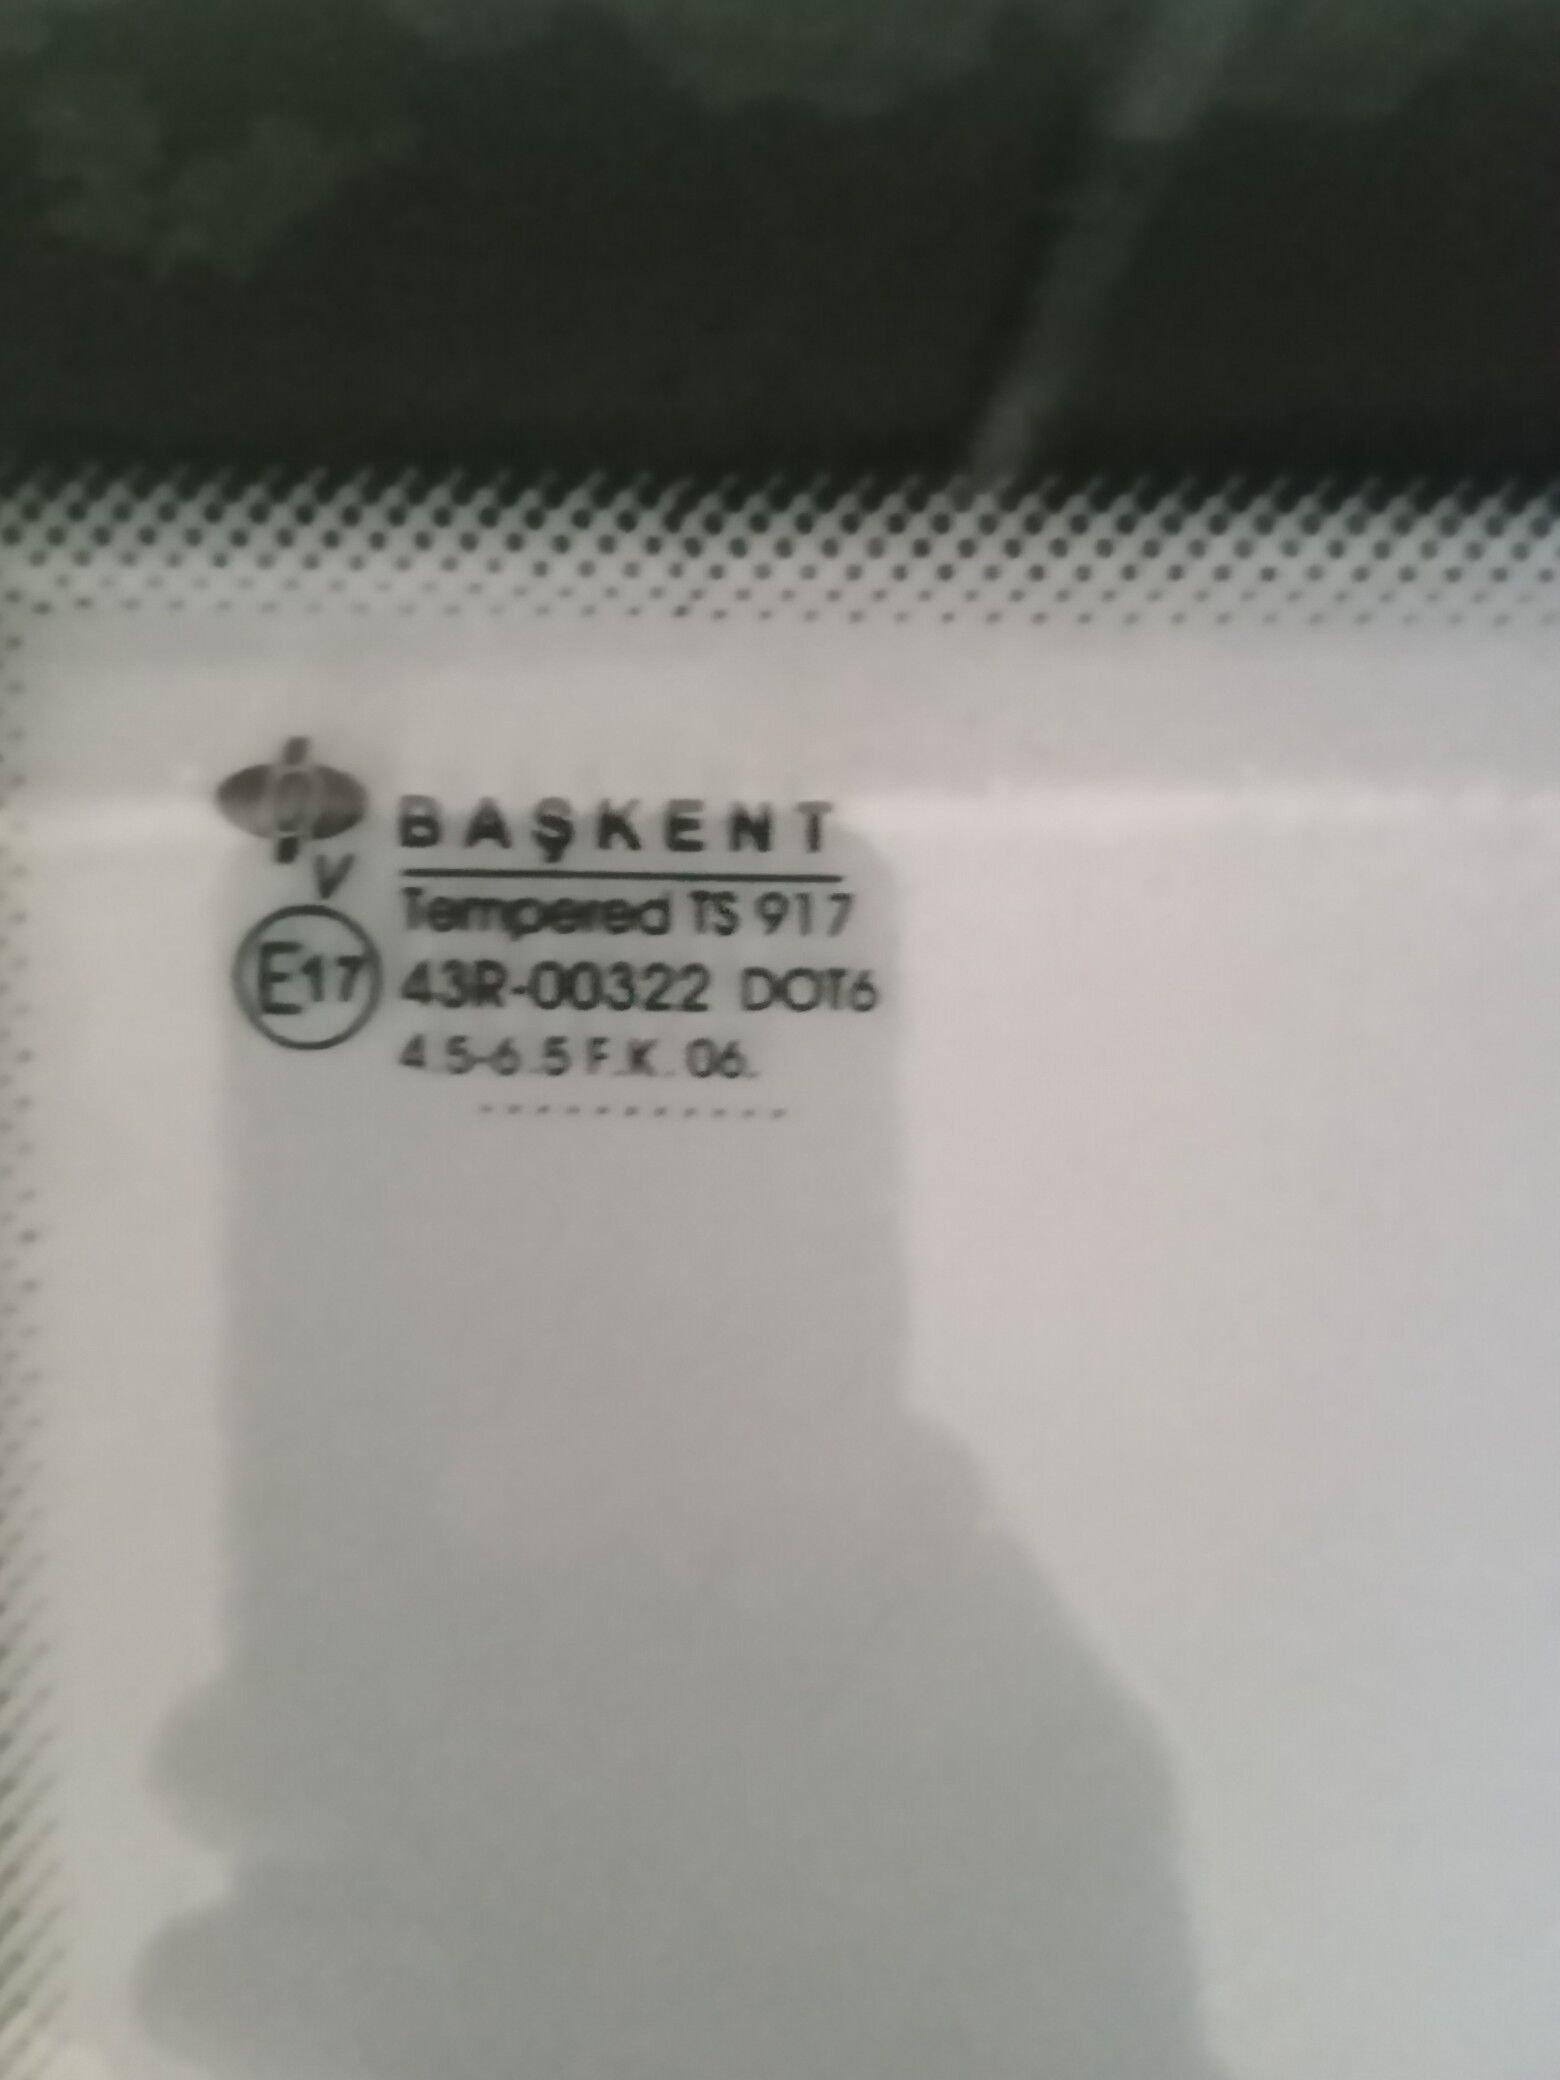 BAŞKENT
V
Tempered TS 917
E17
43R-00322 DOT6
4.5-6.5 F.K. 06.